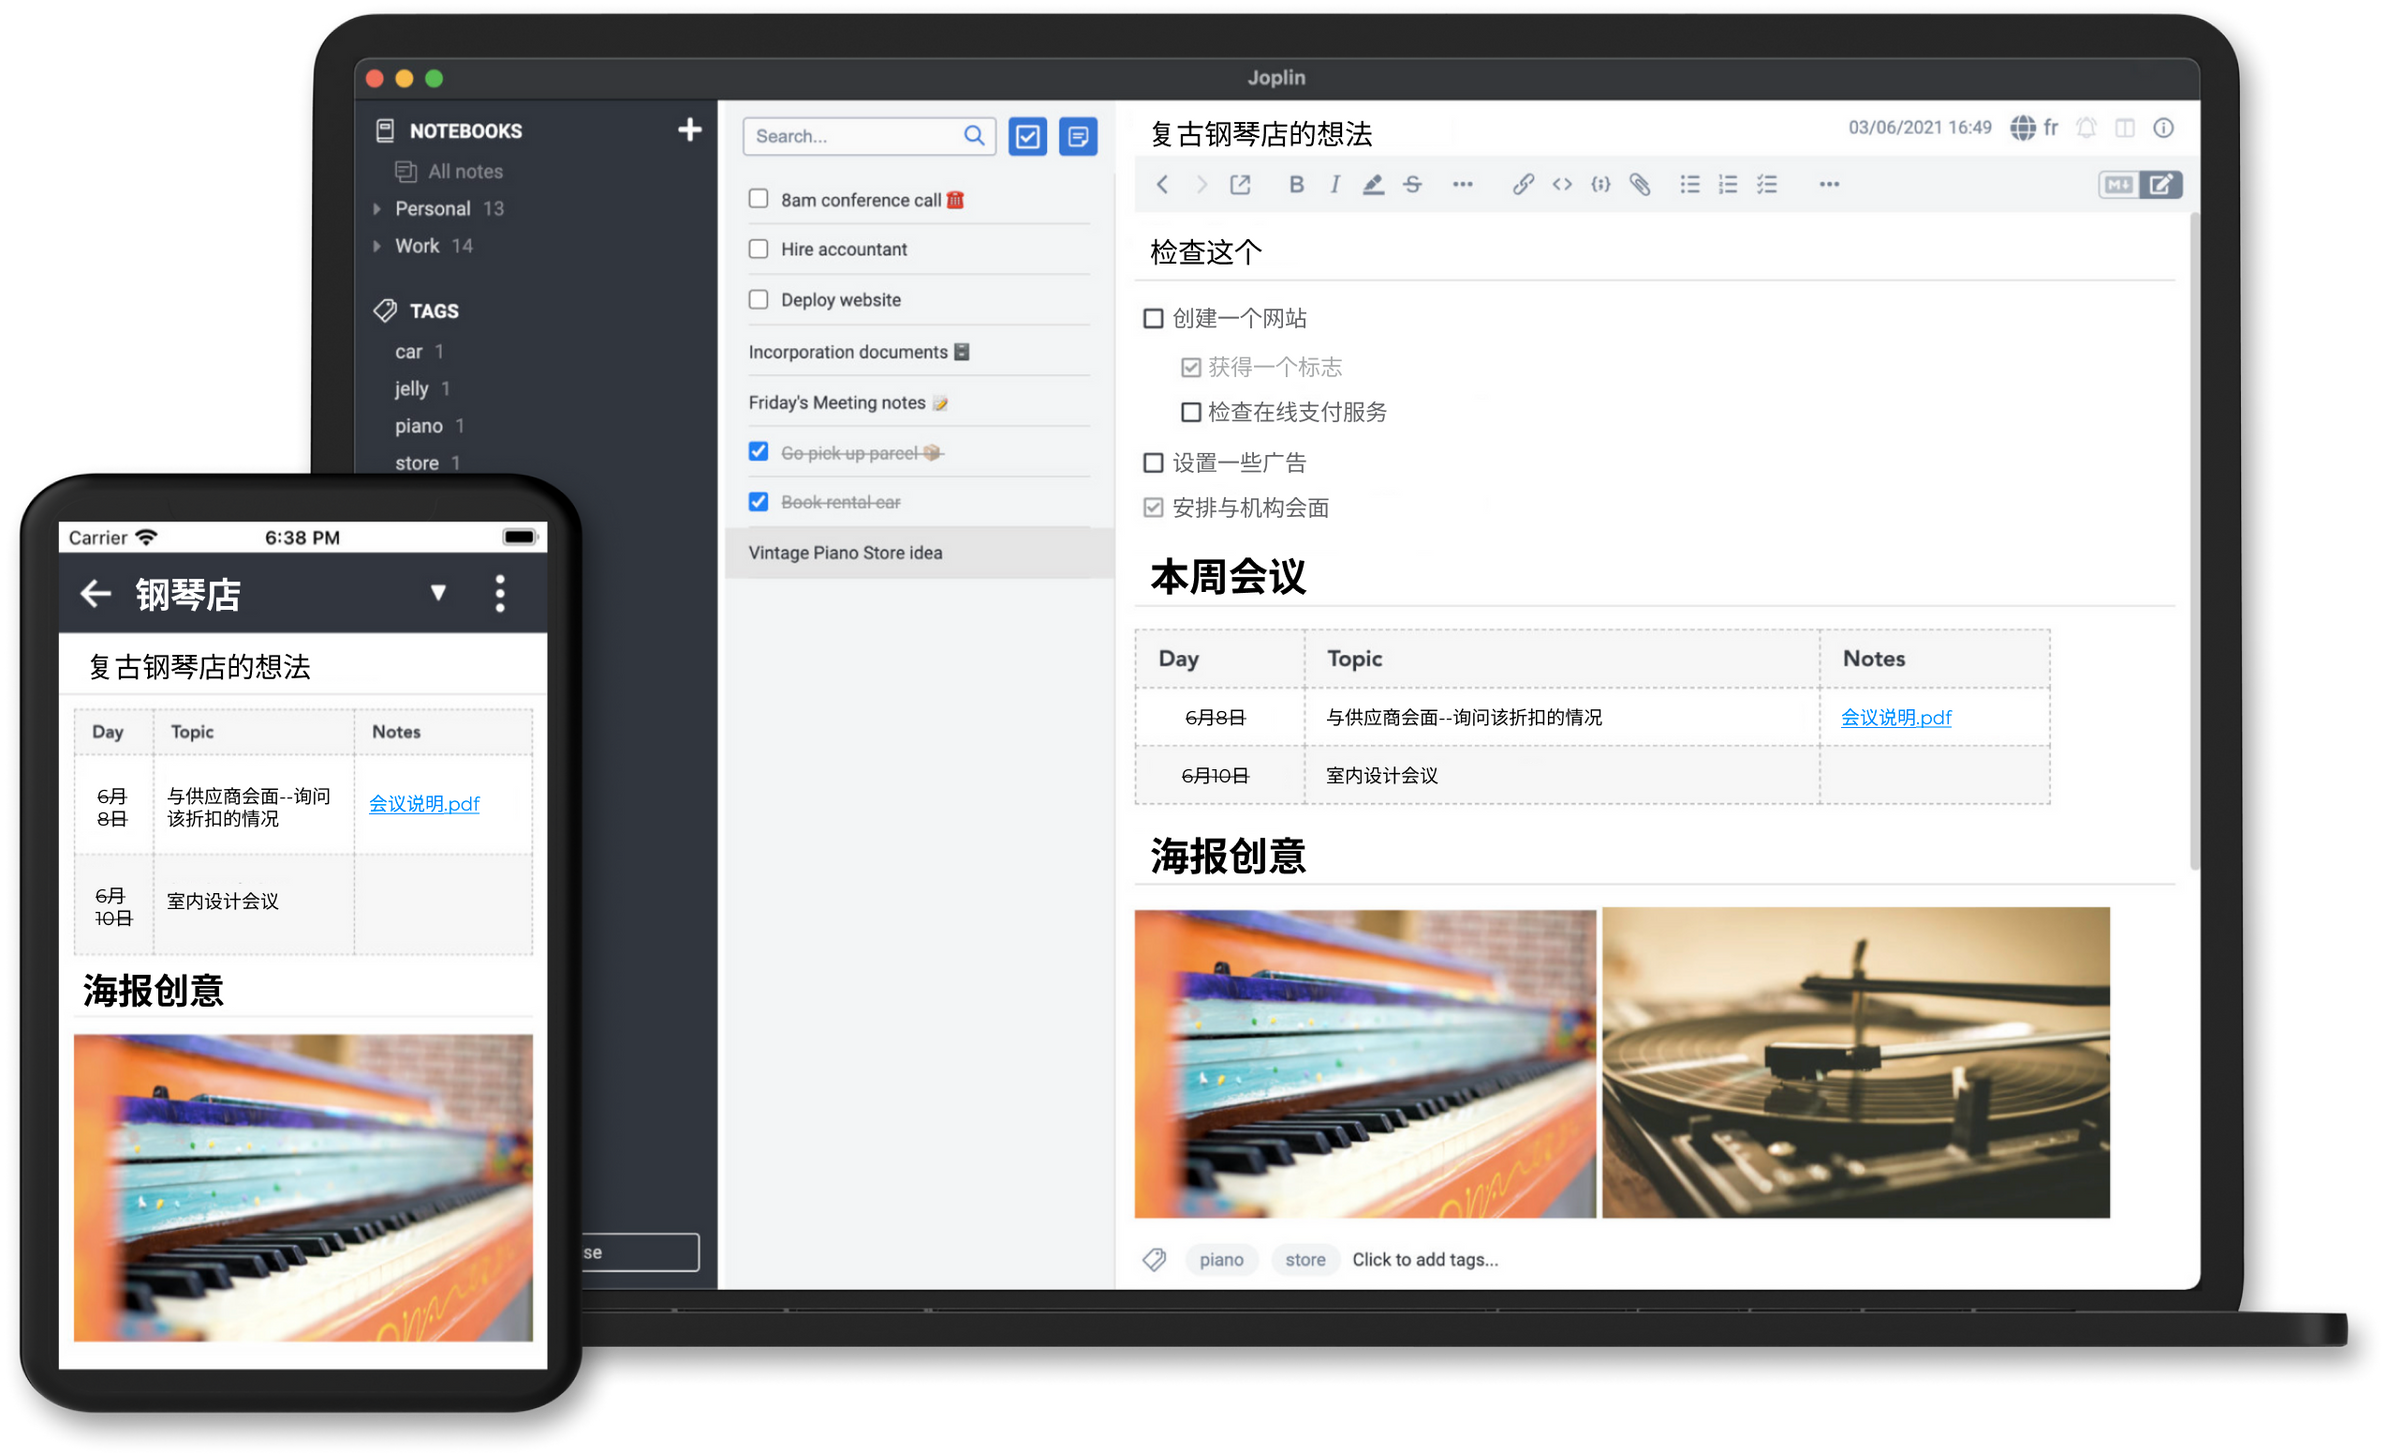 Joplin
NOTEBOOKS
All notes
Personal 13
Work 14
TAGS
car 1
jelly 1
piano 1
store 1
se
Search...
8am conference call
Hire accountant
Deploy website
Incorporation documents
Friday's Meeting notes
Go pick up parcel
Book rental car
Vintage Piano Store idea
复古钢琴店的想法
03/06/2021 16:49 fr
B I S
M
检查这个
创建一个网站
获得一个标志
检查在线支付服务
设置一些广告
安排与机构会面
本周会议
Day Topic Notes
6月8日 与供应商会面--询问该折扣的情况 会议说明.pdf
6月10日 室内设计会议
海报创意
piano store Click to add tags...
Carrier 6:38 PM
钢琴店
复古钢琴店的想法
Day Topic Notes
6月
8日
与供应商会面--询问
该折扣的情况
会议说明.pdf
6月
10日
室内设计会议
海报创意